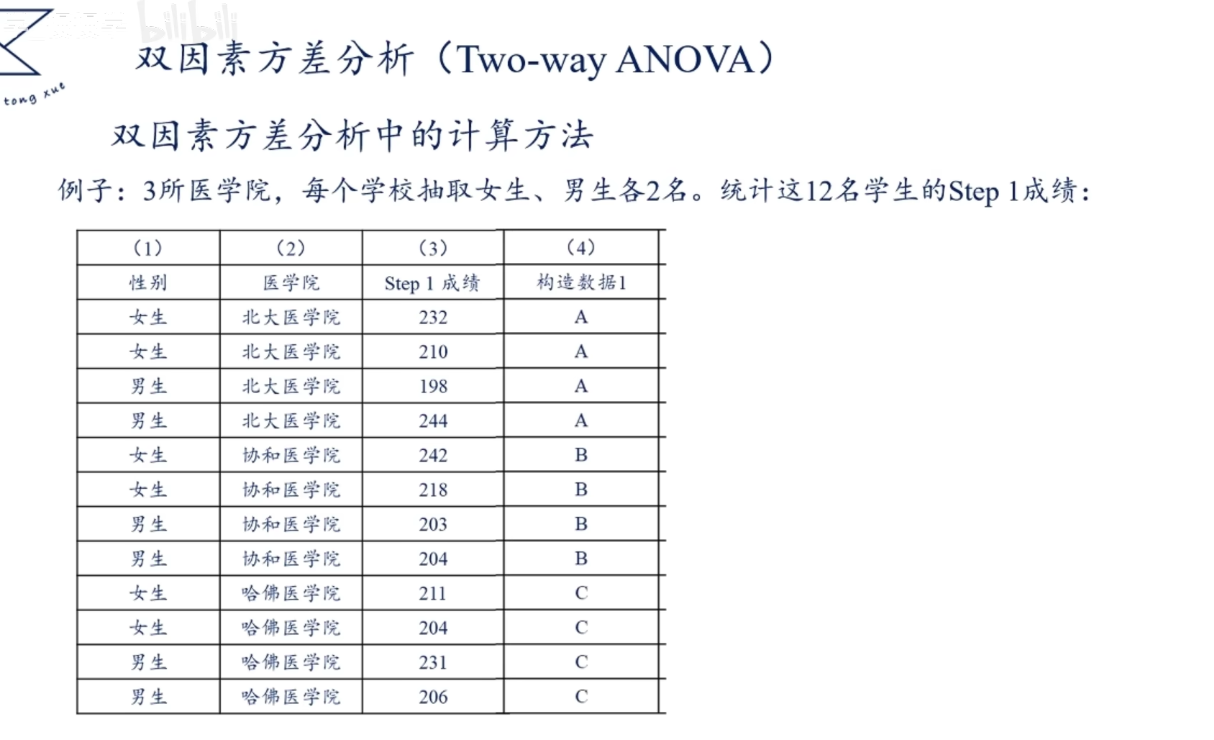 bilibili
tong xue
双因素方差分析（Two-way ANOVA）
双因素方差分析中的计算方法
例子：3所医学院，每个学校抽取女生、男生各2名。统计这12名学生的Step 1成绩：
（1） （2） （3） （4）
性别 医学院 Step 1 成绩 构造数据1
女生 北大医学院 232 A
女生 北大医学院 210 A
男生 北大医学院 198 A
男生 北大医学院 244 A
女生 协和医学院 242 B
女生 协和医学院 218 B
男生 协和医学院 203 B
男生 协和医学院 204 B
女生 哈佛医学院 211 C
女生 哈佛医学院 204 C
男生 哈佛医学院 231 C
男生 哈佛医学院 206 C